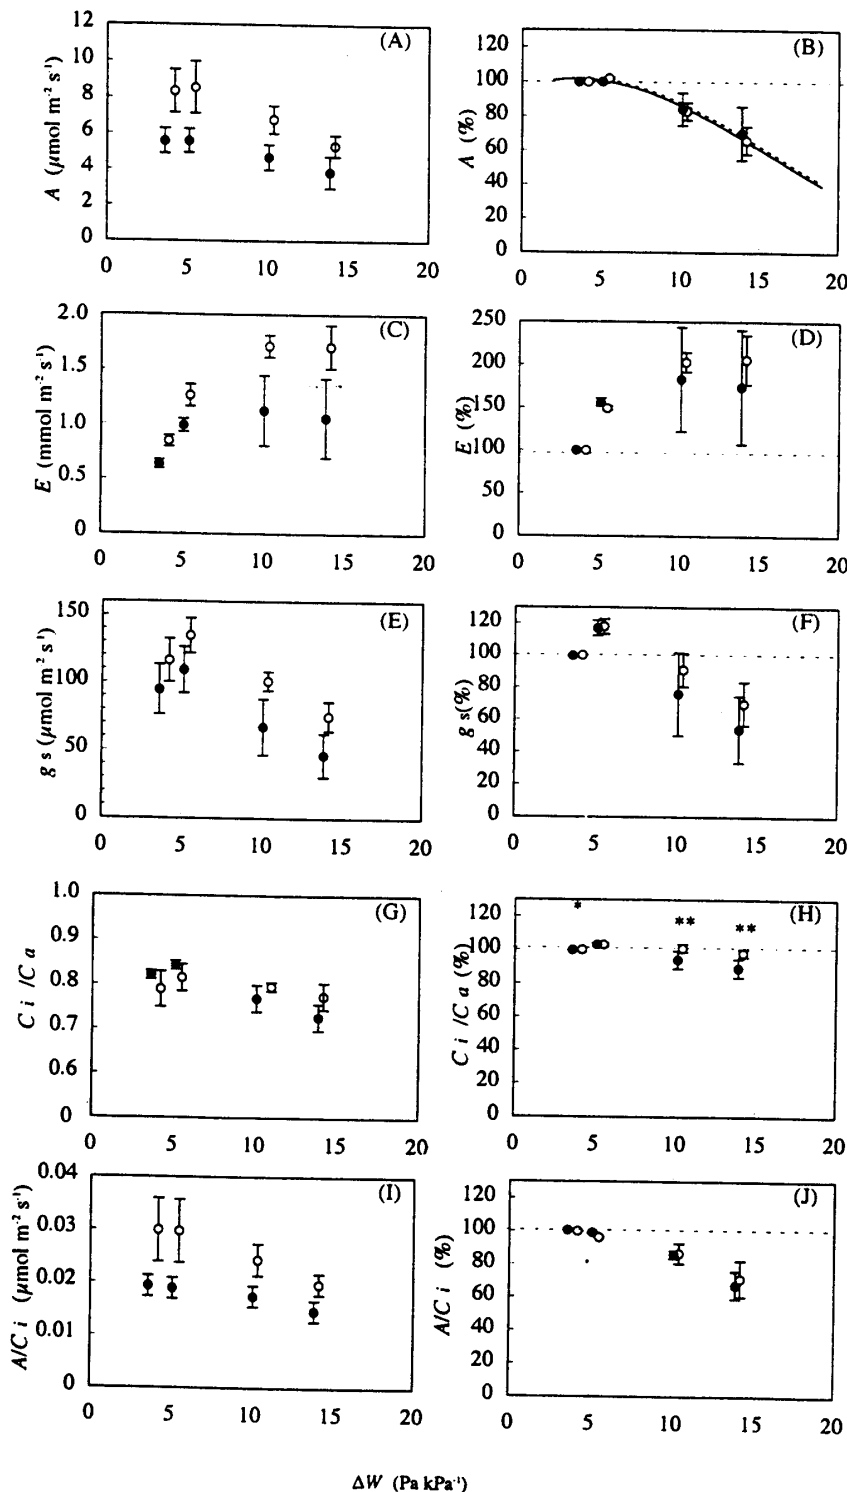 (A)
12
10
8
6
4
2
0
A (μmol m⁻² s⁻¹)
0 5 10 15 20
(B)
120
100
80
60
40
20
0
A (%)
0 5 10 15 20
(C)
2.0
1.5
1.0
0.5
0
E (mmol m⁻² s⁻¹)
0 5 10 15 20
(D)
250
200
150
100
50
0
E (%)
0 5 10 15 20
(E)
150
100
50
0
g s (μmol m⁻² s⁻¹)
0 5 10 15 20
(F)
120
100
80
60
40
20
0
g s(%)
0 5 10 15 20
(G)
1.0
0.9
0.8
0.7
0.6
0
C i /C a
0 5 10 15 20
(H)
* ** **
120
100
80
60
40
20
0
C i /C a (%)
0 5 10 15 20
(I)
0.04
0.03
0.02
0.01
0
A/C i (μmol m⁻² s⁻¹)
0 5 10 15 20
(J)
120
100
80
60
40
20
0
A/C i (%)
0 5 10 15 20
ΔW (Pa kPa⁻¹)